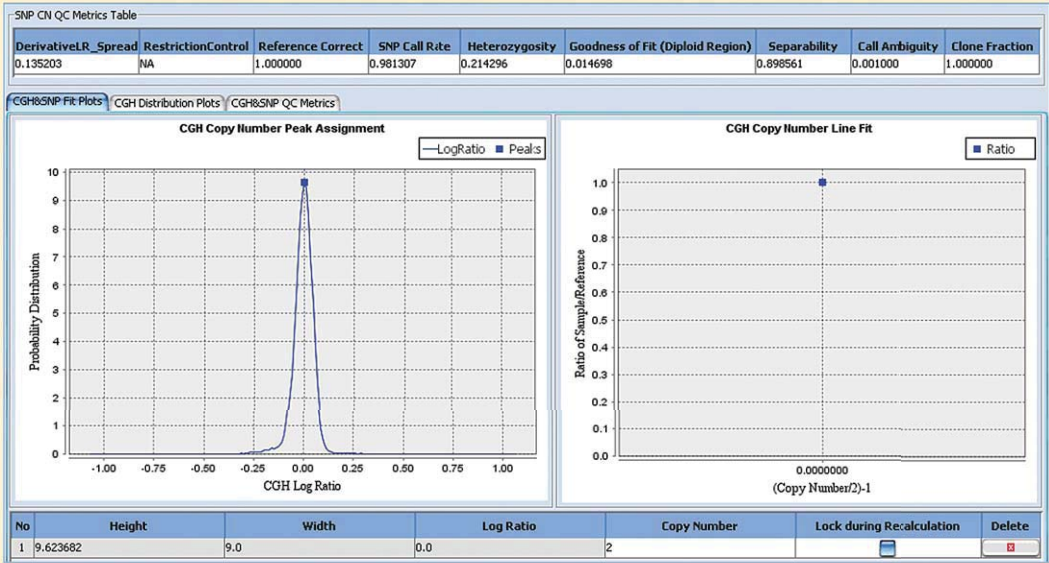 SNP CN QC Metrics Table
DerivativeLR_Spread RestrictionControl Reference Correct SNP Call Rate Heterozygosity Goodness of Fit (Diploid Region) Separability Call Ambiguity Clone Fraction
0.135203 NA 1.000000 0.981307 0.214296 0.014698 0.898561 0.001000 1.000000
CGH&SNP Fit Plots CGH Distribution Plots CGH&SNP QC Metrics
CGH Copy Number Peak Assignment
LogRatio Peaks
10
9
8
7
6
5
4
3
2
1
0
Probability Distribution
-1.00 -0.75 -0.50 -0.25 0.00 0.25 0.50 0.75 1.00
CGH Log Ratio
CGH Copy Number Line Fit
Ratio
1.0
0.9
0.8
0.7
0.6
0.5
0.4
0.3
0.2
0.1
0.0
Ratio of Sample/Reference
0.0000000
(Copy Number/2)-1
No Height Width Log Ratio Copy Number Lock during Recalculation Delete
1 9.623682 9.0 0.0 2